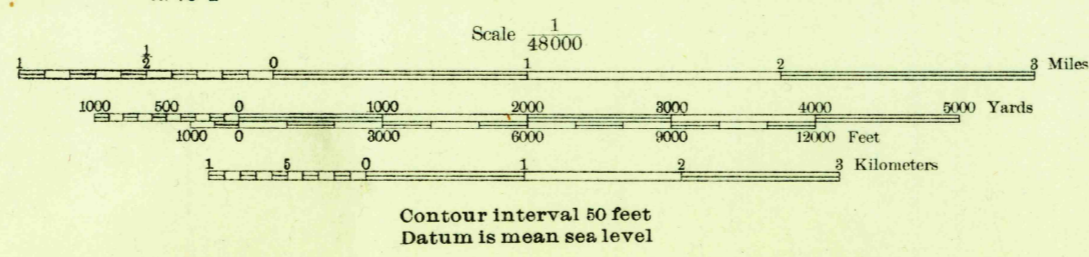 Scale 1/48000
1 1/2 0 1 2 3 Miles
1000 500 0 1000 2000 3000 4000 5000 Yards
1000 0 3000 6000 9000 12000 Feet
1 5 0 1 2 3 Kilometers
Contour interval 50 feet
Datum is mean sea level